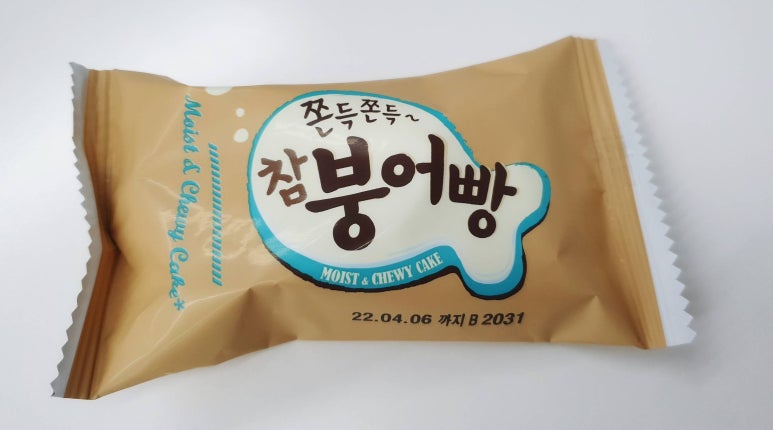 쫀득쫀득~
참붕어빵
MOIST & CHEWY CAKE
22.04.06 까지 B 2031
Moist & Chewy Cake*